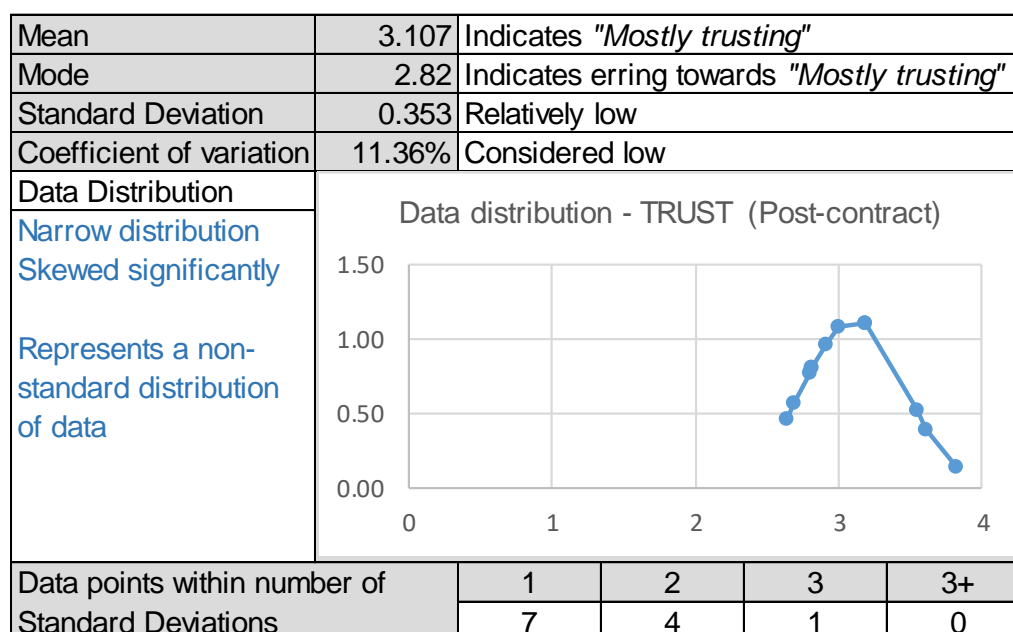 Mean 3.107 Indicates "Mostly trusting"
Mode 2.82 Indicates erring towards "Mostly trusting"
Standard Deviation 0.353 Relatively low
Coefficient of variation 11.36% Considered low
Data Distribution
Narrow distribution
Skewed significantly
Represents a non-
standard distribution
of data
Data distribution - TRUST (Post-contract)
1.50
1.00
0.50
0.00
0 1 2 3 4
Data points within number of 1 2 3 3+
Standard Deviations 7 4 1 0